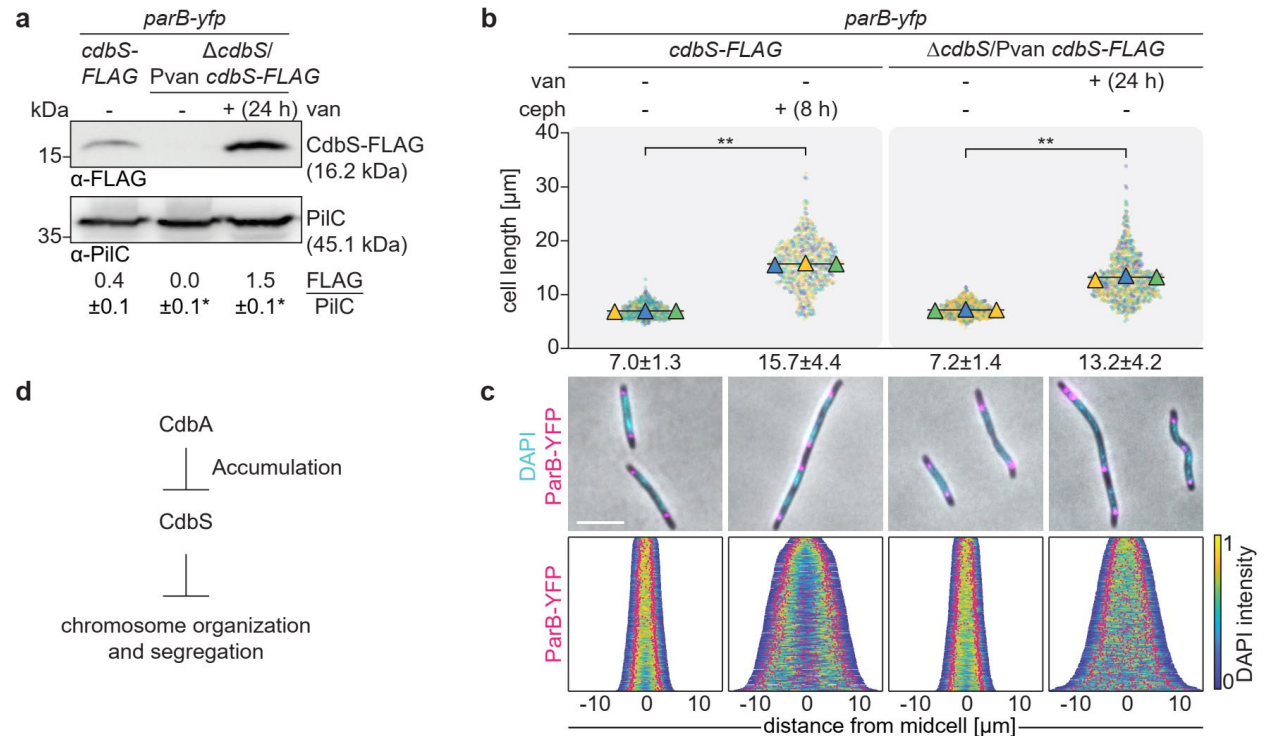 a
parB-yfp
cdbS-
FLAG
ΔcdbS/
Pvan cdbS-FLAG
kDa - - + (24 h) van
15
CdbS-FLAG
(16.2 kDa)
α-FLAG
35
PilC
(45.1 kDa)
α-PilC
0.4 0.0 1.5 FLAG
±0.1 ±0.1* ±0.1* PilC
b
parB-yfp
cdbS-FLAG ΔcdbS/Pvan cdbS-FLAG
van - - - + (24 h)
ceph - + (8 h) - -
cell length [µm]
40
30
20
10
0
** **
7.0±1.3 15.7±4.4 7.2±1.4 13.2±4.2
c
DAPI
ParB-YFP
ParB-YFP
1
0
DAPI intensity
-10 0 10 -10 0 10 -10 0 10 -10 0 10
distance from midcell [µm]
d
CdbA
Accumulation
CdbS
chromosome organization
and segregation